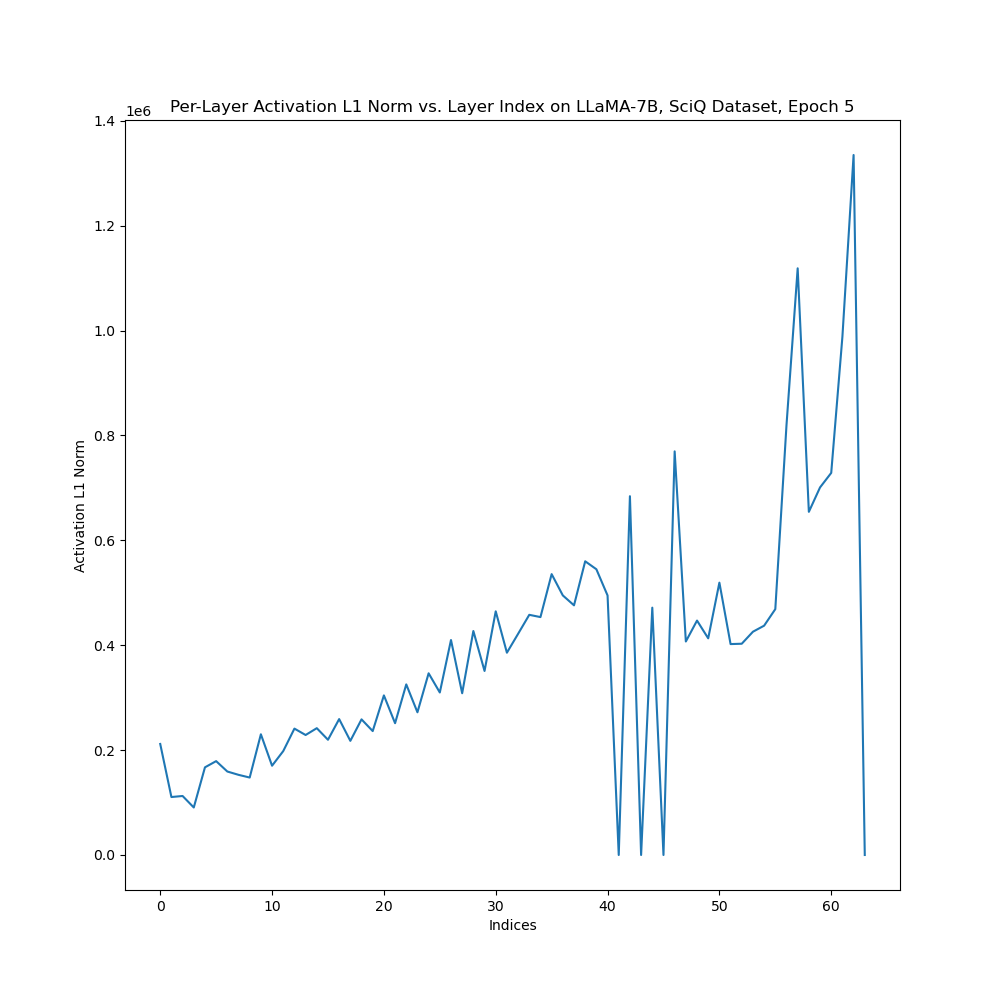 Per-Layer Activation L1 Norm vs. Layer Index on LLaMA-7B, SciQ Dataset, Epoch 5
1e6
1.4
1.2
1.0
0.8
0.6
0.4
0.2
0.0
Activation L1 Norm
0 10 20 30 40 50 60
Indices